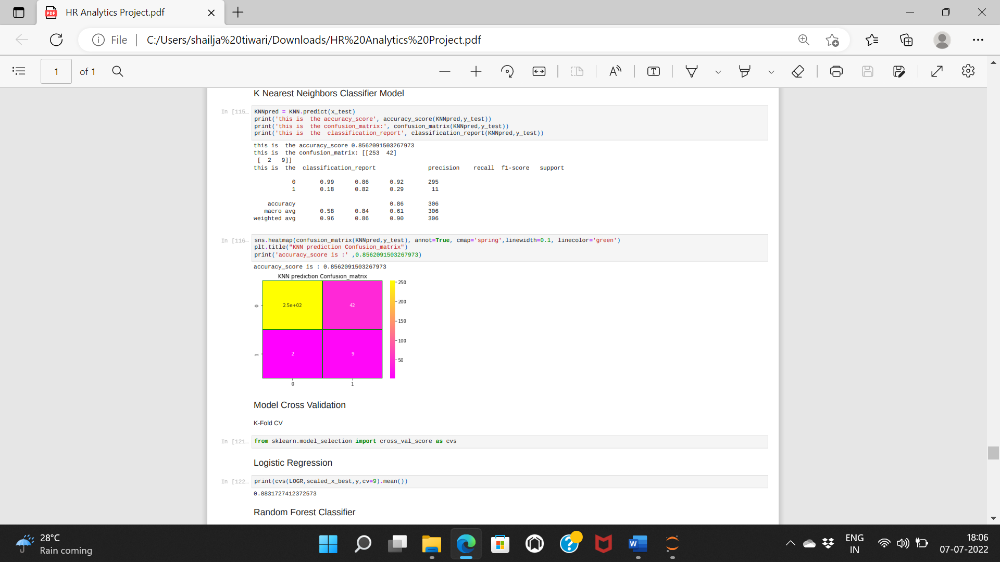 HR Analytics Project.pdf
File
C:/Users/shailja%20tiwari/Downloads/HR%20Analytics%20Project.pdf
1 of 1
K Nearest Neighbors Classifier Model
In [115…
KNNpred = KNN.predict(x_test)
print('this is  the accuracy_score', accuracy_score(KNNpred,y_test))
print('this is  the confusion_matrix:', confusion_matrix(KNNpred,y_test))
print('this is  the  classification_report', classification_report(KNNpred,y_test))
this is  the accuracy_score 0.8562091503267973
this is  the confusion_matrix: [[253  42]
[  2   9]]
this is  the  classification_report               precision    recall  f1-score   support
0       0.99      0.86      0.92       295
1       0.18      0.82      0.29        11
accuracy                           0.86       306
macro avg       0.58      0.84      0.61       306
weighted avg       0.96      0.86      0.90       306
In [116…
sns.heatmap(confusion_matrix(KNNpred,y_test), annot=True, cmap='spring',linewidth=0.1, linecolor='green')
plt.title("KNN prediction Confusion_matrix")
print('accuracy_score is :' ,0.8562091503267973)
accuracy_score is : 0.8562091503267973
KNN prediction Confusion_matrix
250
200
150
100
50
0
2.5e+02
42
1
2
9
0
1
Model Cross Validation
K-Fold CV
In [121…
from sklearn.model_selection import cross_val_score as cvs
Logistic Regression
In [122…
print(cvs(LOGR,scaled_x_best,y,cv=9).mean())
0.8831727412372573
Random Forest Classifier
28°C
Rain coming
ENG
IN
18:06
07-07-2022